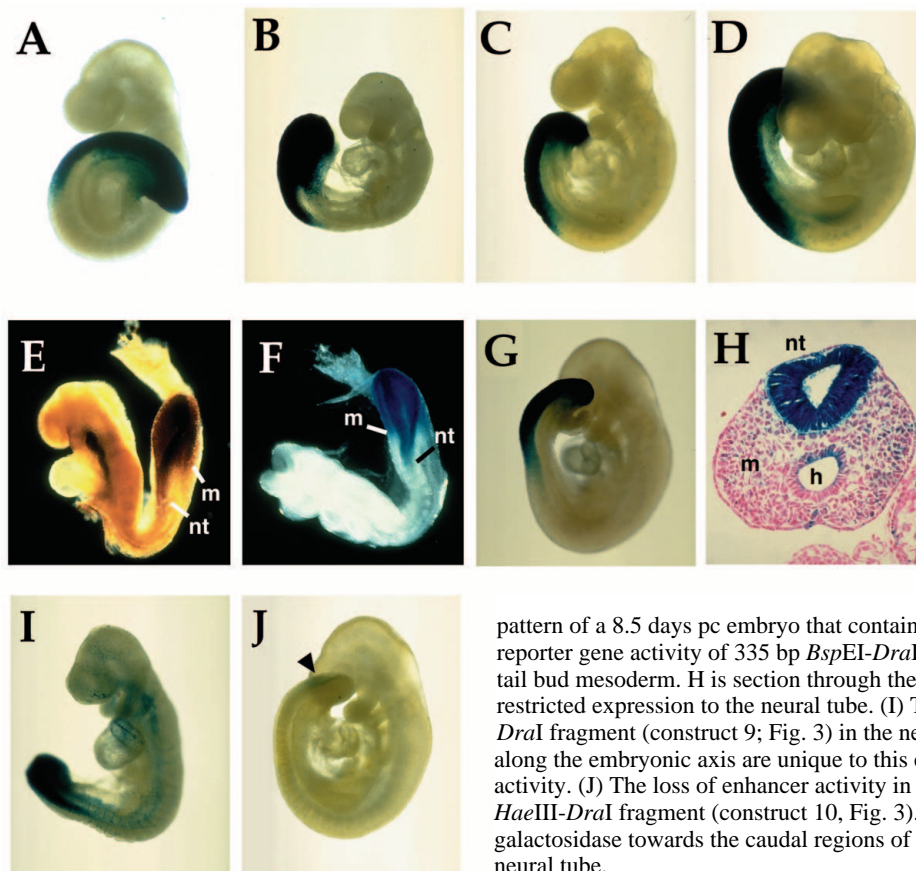 A
B
C
D
E
m
nt
F
m
nt
G
H
nt
m
h
I
J
pattern of a 8.5 days pc embryo that contain
reporter gene activity of 335 bp BspEI-DraI
tail bud mesoderm. H is section through the
restricted expression to the neural tube. (I) T
DraI fragment (construct 9; Fig. 3) in the ne
along the embryonic axis are unique to this c
activity. (J) The loss of enhancer activity in
HaeIII-DraI fragment (construct 10, Fig. 3).
galactosidase towards the caudal regions of
neural tube.